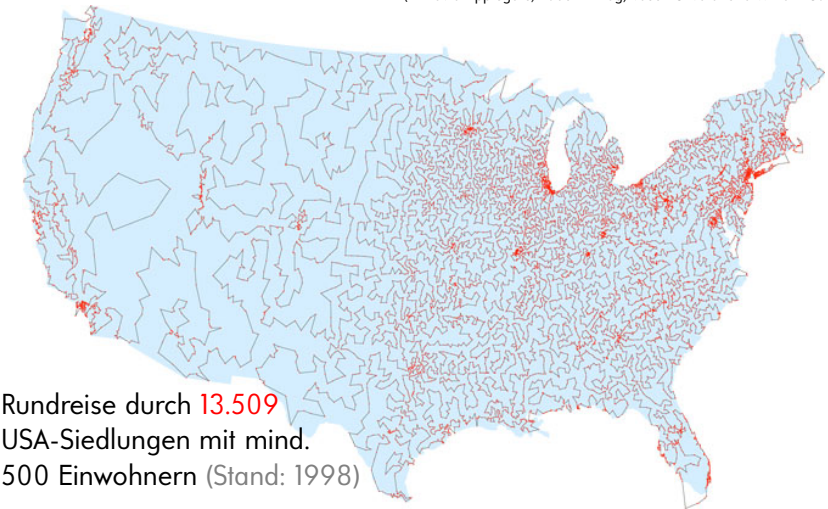 Rundreise durch 13.509
USA-Siedlungen mit mind.
500 Einwohnern (Stand: 1998)